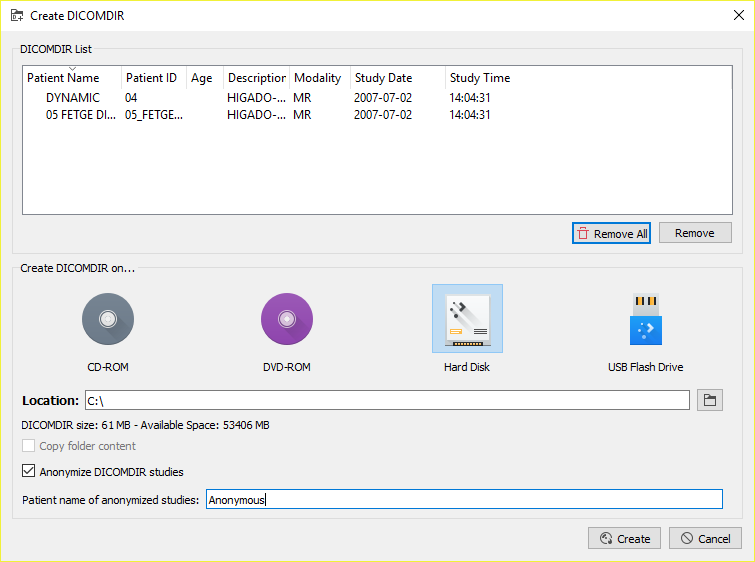 Create DICOMDIR
DICOMDIR List
Patient Name Patient ID Age Description Modality Study Date Study Time
DYNAMIC 04 HIGADO-... MR 2007-07-02 14:04:31
05 FETGE DI... 05_FETGE... HIGADO-... MR 2007-07-02 14:04:31
Remove All Remove
Create DICOMDIR on...
CD-ROM DVD-ROM Hard Disk USB Flash Drive
Location: C:\
DICOMDIR size: 61 MB - Available Space: 53406 MB
Copy folder content
Anonymize DICOMDIR studies
Patient name of anonymized studies: Anonymous
Create Cancel